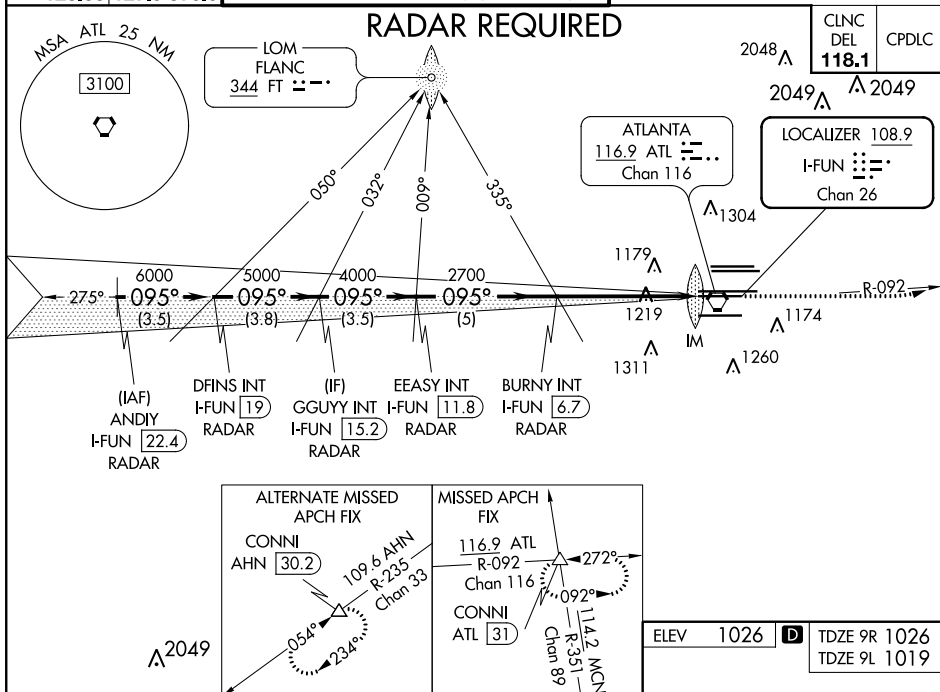 RADAR REQUIRED
MSA ATL 25 NM
3100
LOM
FLANC
344 FT
CLNC
DEL
118.1
CPDLC
2048
2049
2049
ATLANTA
116.9 ATL
Chan 116
LOCALIZER 108.9
I-FUN
Chan 26
050°
032°
009°
335°
1304
1179
6000
5000
4000
2700
275°
095°
095°
095°
095°
R-092
(3.5)
(3.8)
(3.5)
(5)
1219
1174
1311
IM
1260
(IAF)
ANDIY
I-FUN 22.4
RADAR
DFINS INT
I-FUN 19
RADAR
(IF)
GGUYY INT
I-FUN 15.2
RADAR
EEASY INT
I-FUN 11.8
RADAR
BURNY INT
I-FUN 6.7
RADAR
ALTERNATE MISSED
APCH FIX
CONNI
AHN 30.2
109.6 AHN
R-235
Chan 33
054°
234°
MISSED APCH
FIX
116.9 ATL
R-092
Chan 116
272°
092°
CONNI
ATL 31
114.2 MCN
R-351
Chan 89
2049
ELEV 1026
D
TDZE 9R 1026
TDZE 9L 1019